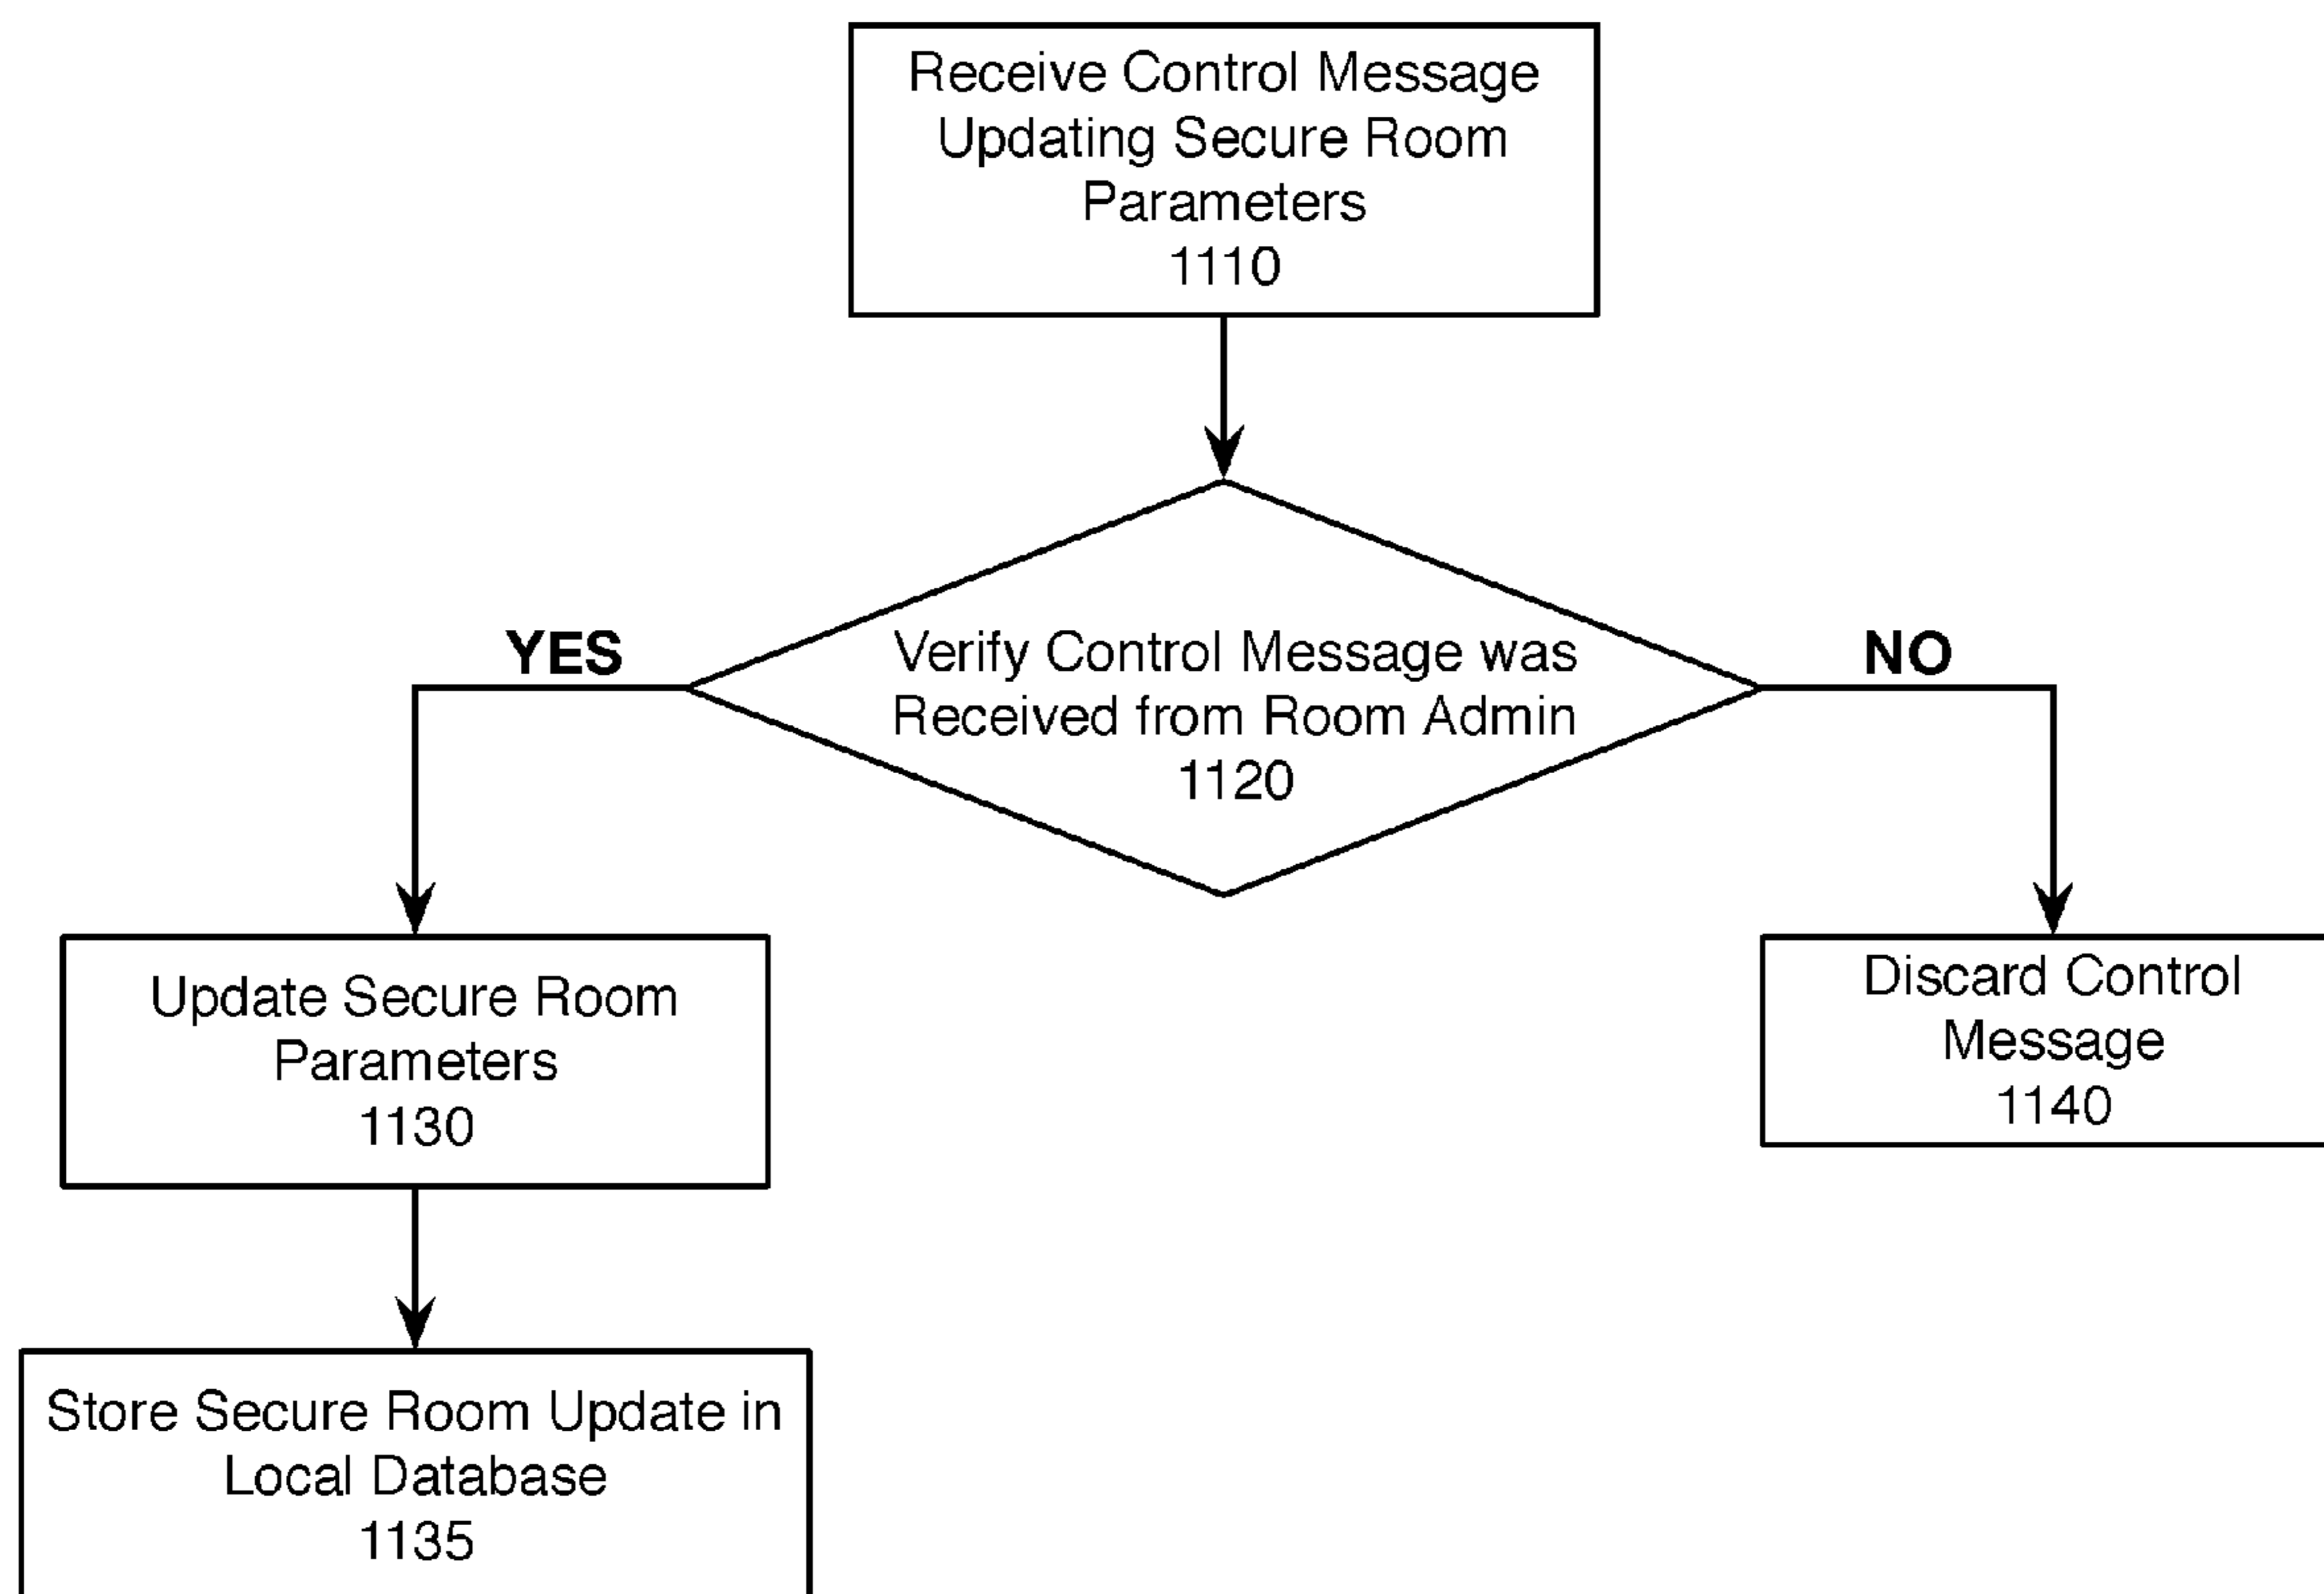 Receive Control Message
Updating Secure Room
Parameters
1110
YES
Verify Control Message was
Received from Room Admin
1120
NO
Update Secure Room
Parameters
1130
Discard Control
Message
1140
Store Secure Room Update in
Local Database
1135